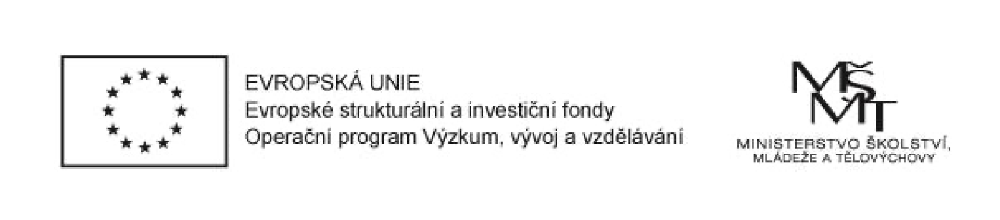 EVROPSKÁ UNIE
Evropské strukturální a investiční fondy
Operační program Výzkum, vývoj a vzdělávání
MŠ
MT
MINISTERSTVO ŠKOLSTVÍ,
MLÁDEŽE A TĚLOVÝCHOVY